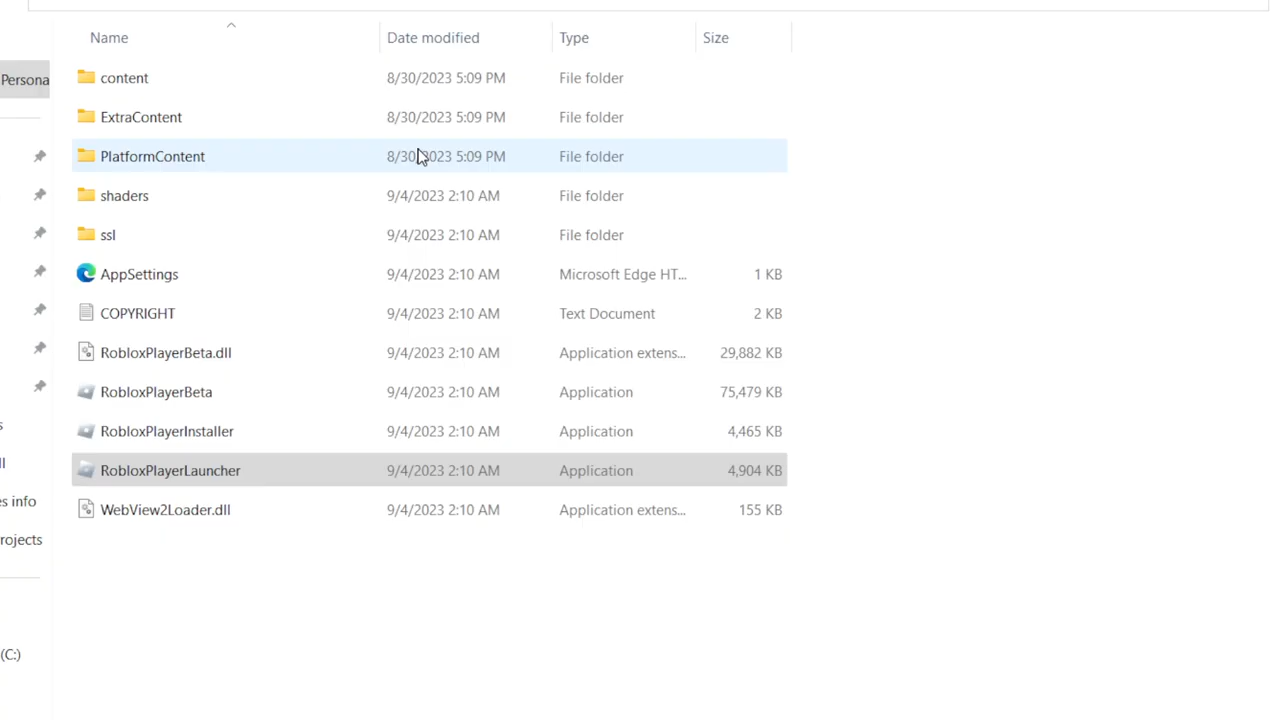 Name Date modified Type Size
Persona
content 8/30/2023 5:09 PM File folder
ExtraContent 8/30/2023 5:09 PM File folder
PlatformContent 8/30/2023 5:09 PM File folder
shaders 9/4/2023 2:10 AM File folder
ssl 9/4/2023 2:10 AM File folder
AppSettings 9/4/2023 2:10 AM Microsoft Edge HT... 1 KB
COPYRIGHT 9/4/2023 2:10 AM Text Document 2 KB
RobloxPlayerBeta.dll 9/4/2023 2:10 AM Application extens... 29,882 KB
RobloxPlayerBeta 9/4/2023 2:10 AM Application 75,479 KB
s
RobloxPlayerInstaller 9/4/2023 2:10 AM Application 4,465 KB
ll
RobloxPlayerLauncher 9/4/2023 2:10 AM Application 4,904 KB
es info
WebView2Loader.dll 9/4/2023 2:10 AM Application extens... 155 KB
rojects
(C:)